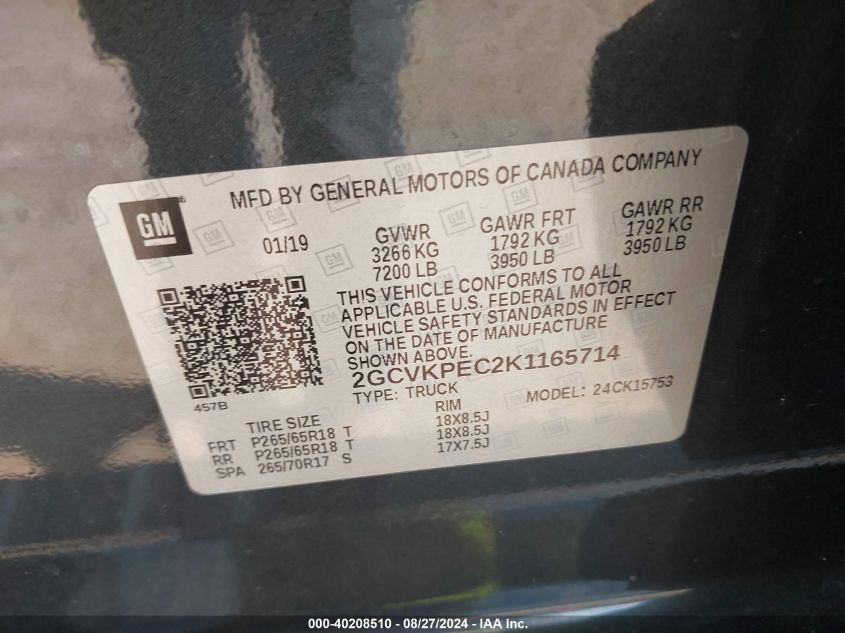 GM®
MFD BY GENERAL MOTORS OF CANADA COMPANY
01/19
GVWR GAWR FRT GAWR RR
3266 KG 1792 KG 1792 KG
7200 LB 3950 LB 3950 LB
THIS VEHICLE CONFORMS TO ALL
APPLICABLE U.S. FEDERAL MOTOR
VEHICLE SAFETY STANDARDS IN EFFECT
ON THE DATE OF MANUFACTURE
SHOWN ABOVE.
2GCVKPEC2K1165714
TYPE: TRUCK MODEL: 24CK15753
457B
TIRE SIZE RIM
FRT P265/65R18 T 18X8.5J
RR P265/65R18 T 18X8.5J
SPA 265/70R17 S 17X7.5J
000-40208510 - 08/27/2024 - IAA Inc.